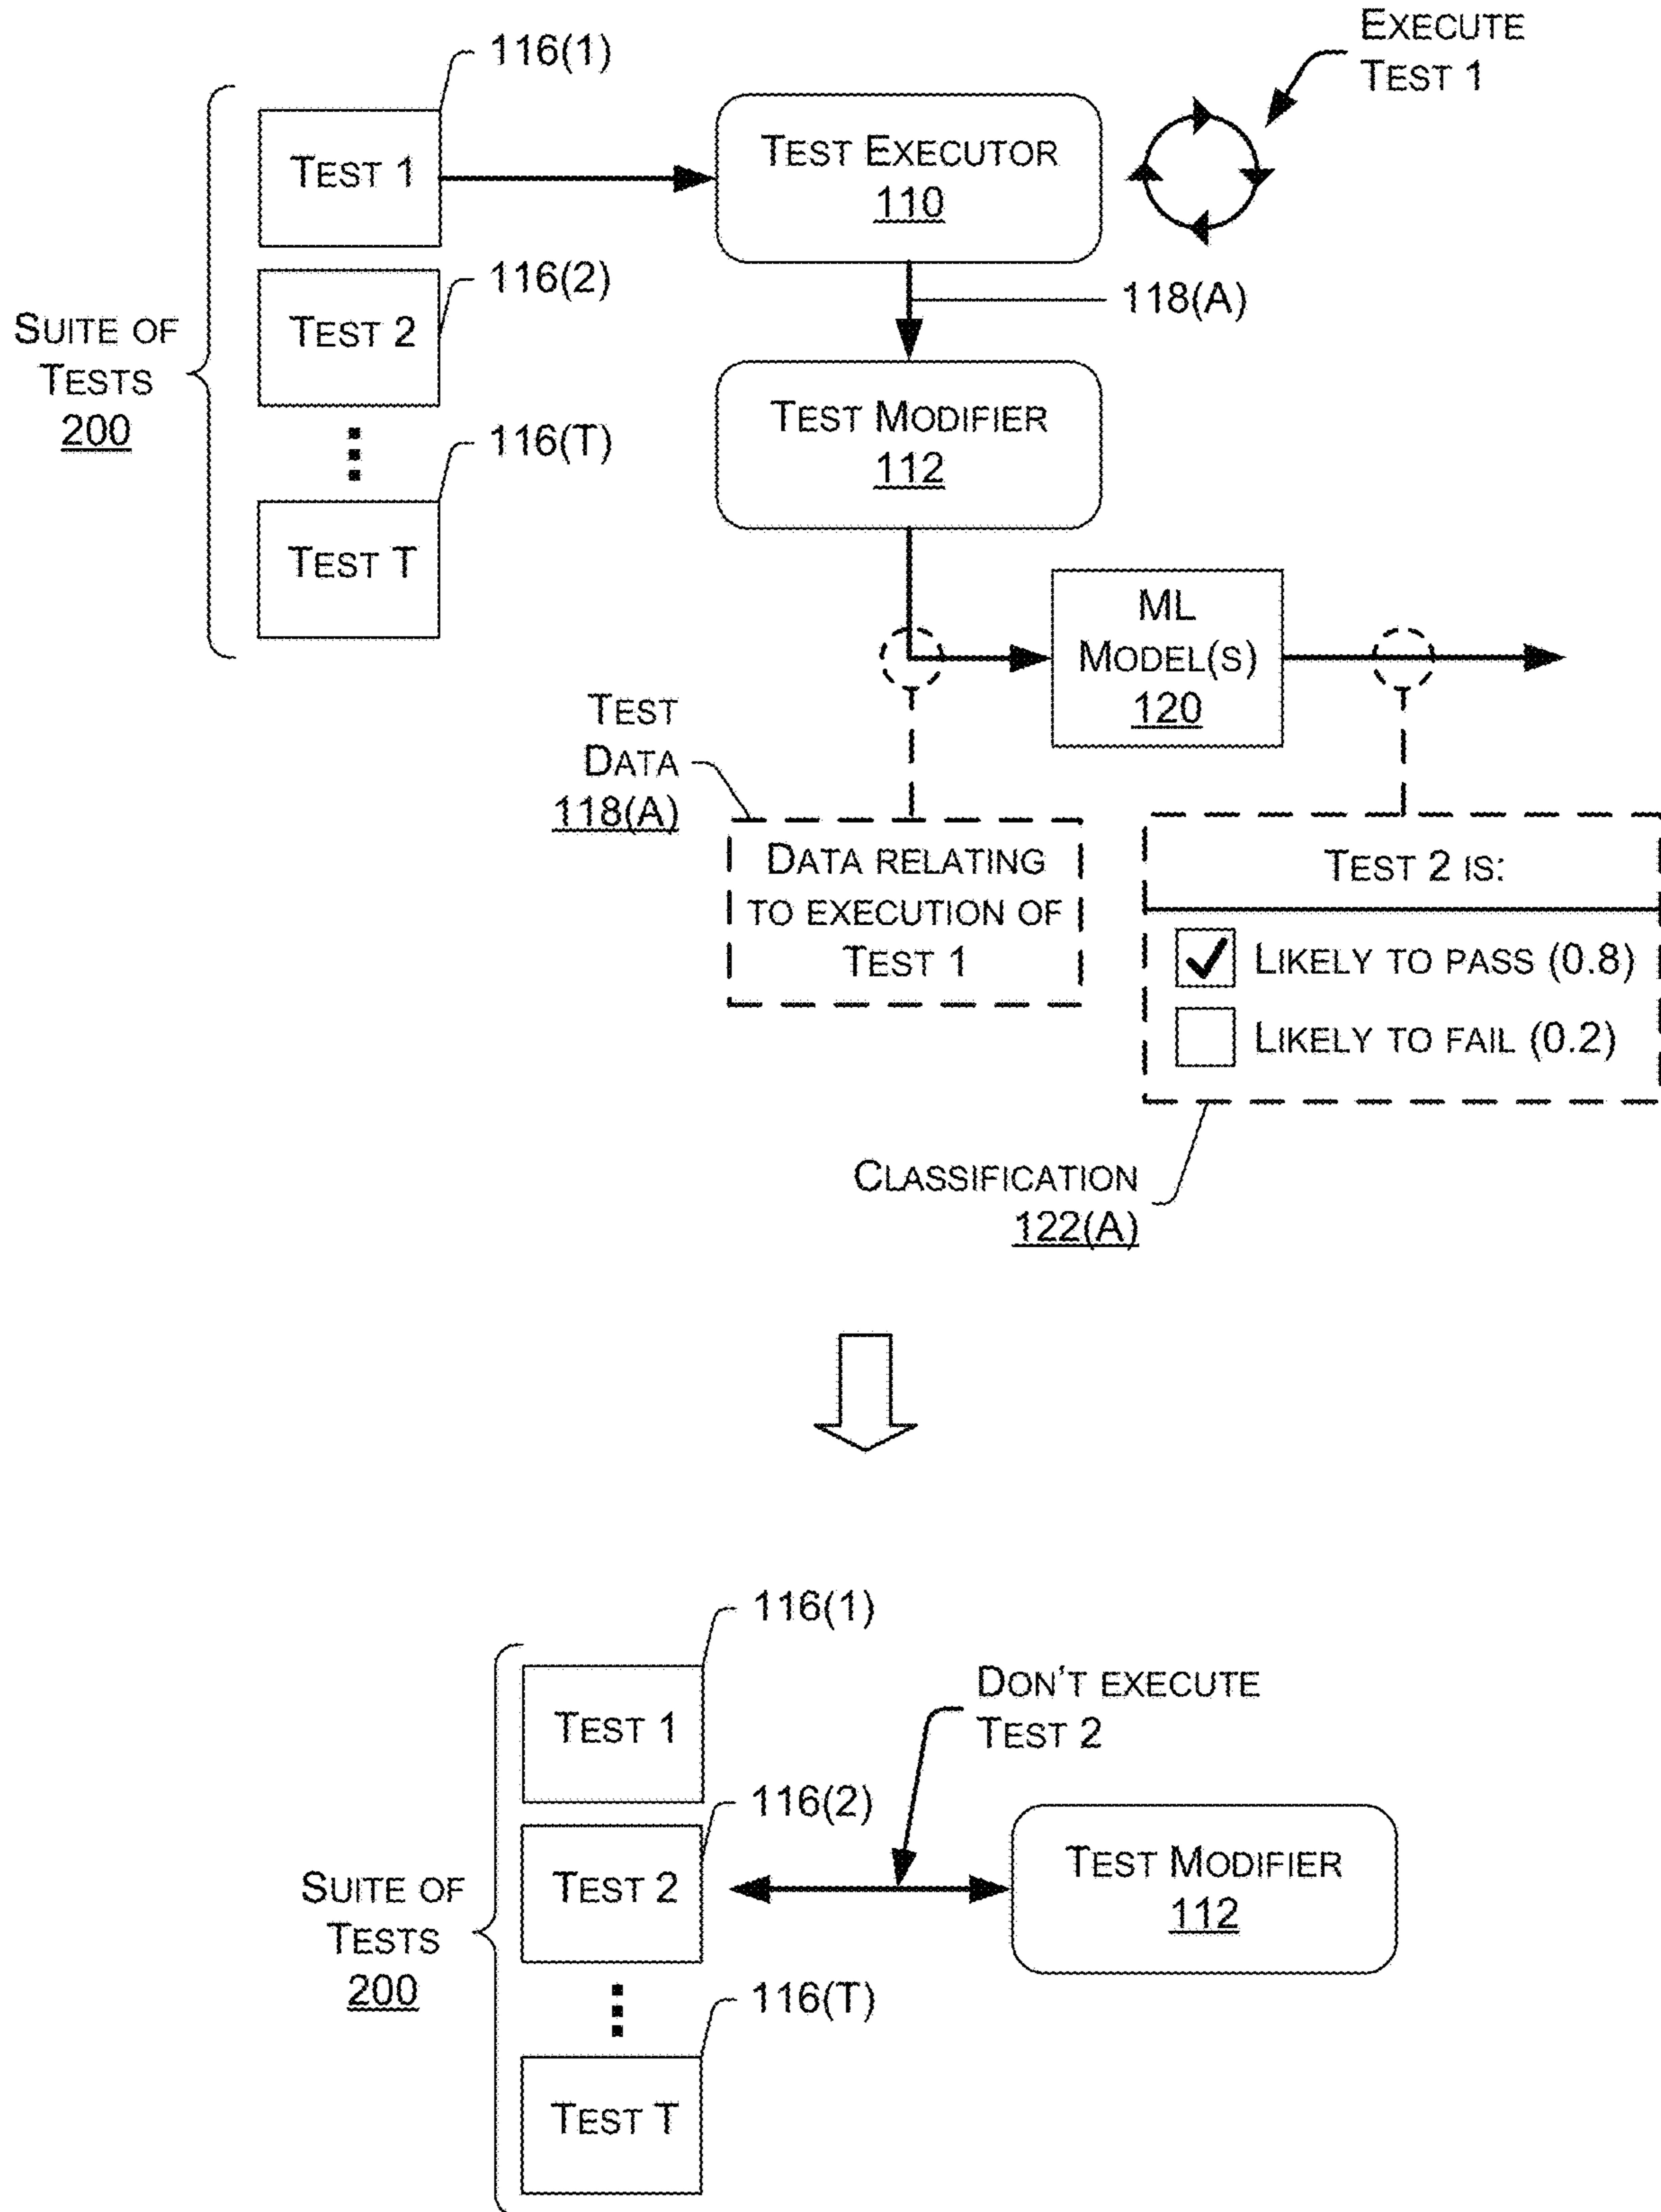 EXECUTE
TEST 1
116(1)
TEST 1
TEST EXECUTOR
110
116(2)
118(A)
SUITE OF
TESTS
200
TEST 2
TEST MODIFIER
112
116(T)
TEST T
ML
MODEL(S)
120
TEST
DATA
118(A)
DATA RELATING
TO EXECUTION OF
TEST 1
TEST 2 IS:
LIKELY TO PASS (0.8)
LIKELY TO FAIL (0.2)
CLASSIFICATION
122(A)
116(1)
TEST 1
DON'T EXECUTE
TEST 2
116(2)
SUITE OF
TESTS
200
TEST 2
TEST MODIFIER
112
116(T)
TEST T